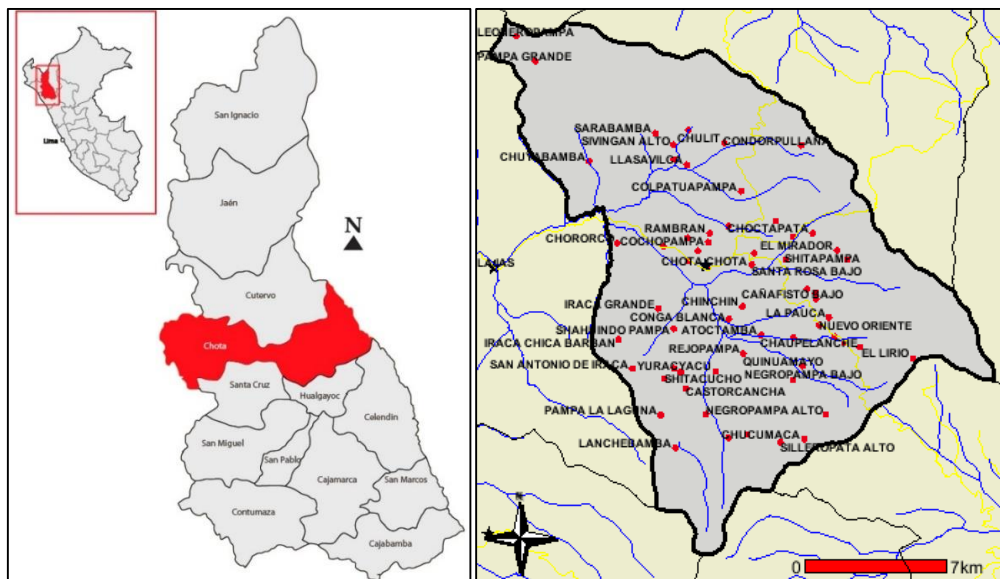 Lima
San Ignacio
Jaén
N
Cutervo
Chota
Santa Cruz
Hualgayoc
Celendin
San Miguel
San Pablo
Cajamarca
San Marcos
Contumaza
Cajabamba
PAMPA GRANDE
SARABAMBA
SIVINGAN ALTO
CHULIT
CONDORPULLANA
CHUTABAMBA
LLASAVILCA
COLPATUAPAMPA
RAMBRAN
CHOCTAPATA
CHORORCO
COCHOPAMPA
EL MIRADOR
LAJAS
CHOTA CHOTA
SHITAPAMPA
SANTA ROSA BAJO
IRACA GRANDE
CHINCHIN
CAÑAFISTO BAJO
CONGA BLANCA
LA PAUCA
SHAHUINDO PAMPA
ATOCTAMBA
NUEVO ORIENTE
IRACA CHICA BARBAN
CHAUPELANCHE
REJOPAMPA
EL LIRIO
SAN ANTONIO DE IRACA
YURACYACU
QUINUAMAYO
SHITACUCHO
NEGROPAMPA BAJO
CASTORCANCHA
PAMPA LA LAGUNA
NEGROPAMPA ALTO
LANCHEBAMBA
CHUCUMACA
SILLEROPATA ALTO
0 7km